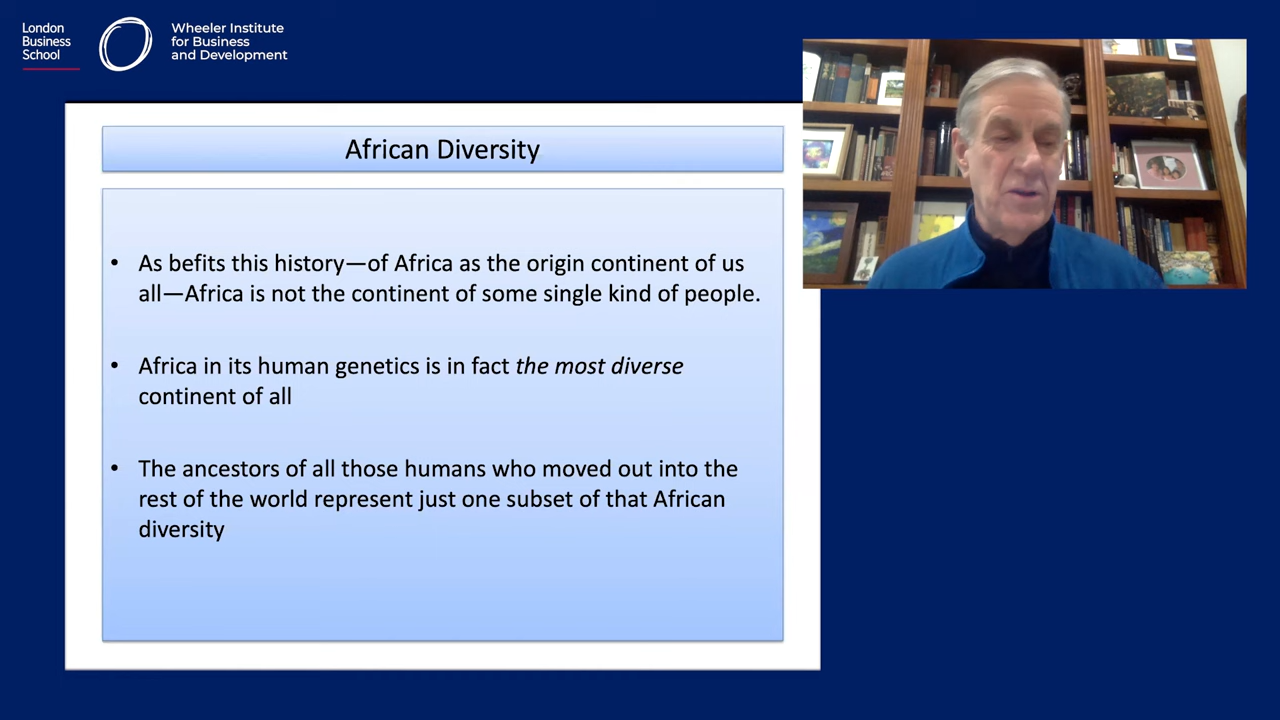 London
Business
School
Wheeler Institute
for Business
and Development
African Diversity
• As befits this history—of Africa as the origin continent of us
all—Africa is not the continent of some single kind of people.
• Africa in its human genetics is in fact the most diverse
continent of all
• The ancestors of all those humans who moved out into the
rest of the world represent just one subset of that African
diversity